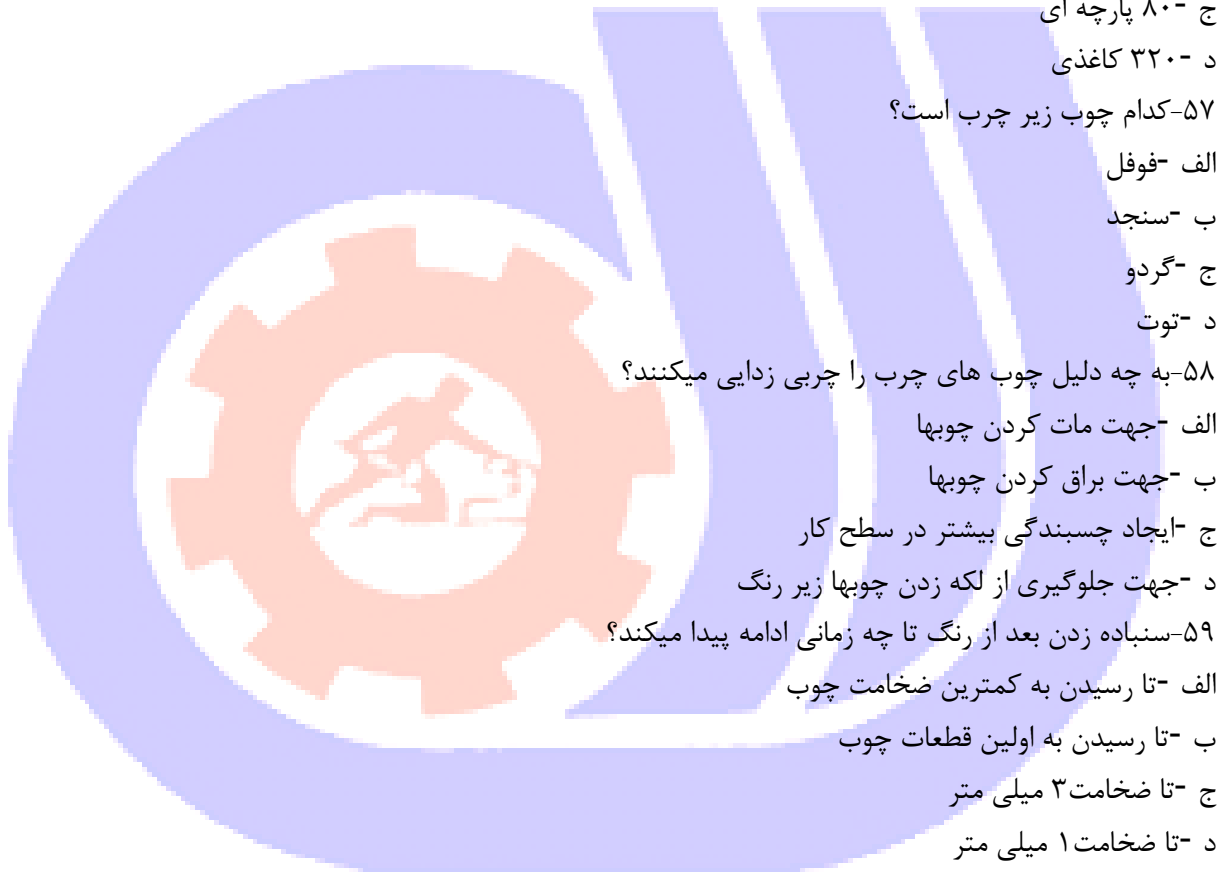 ج -۸۰ پارچه ای
د -۳۲۰ کاغذی
۵۷-کدام چوب زیر چرب است؟
الف -فوفل
ب -سنجد
ج -گردو
د -توت
۵۸-به چه دلیل چوب های چرب را چربی زدایی میکنند؟
الف -جهت مات کردن چوبها
ب -جهت براق کردن چوبها
ج -ایجاد چسبندگی بیشتر در سطح کار
د -جهت جلوگیری از لکه زدن چوبها زیر رنگ
۵۹-سنباده زدن بعد از رنگ تا چه زمانی ادامه پیدا میکند؟
الف -تا رسیدن به کمترین ضخامت چوب
ب -تا رسیدن به اولین قطعات چوب
ج -تا ضخامت۳ میلی متر
د -تا ضخامت۱ میلی متر